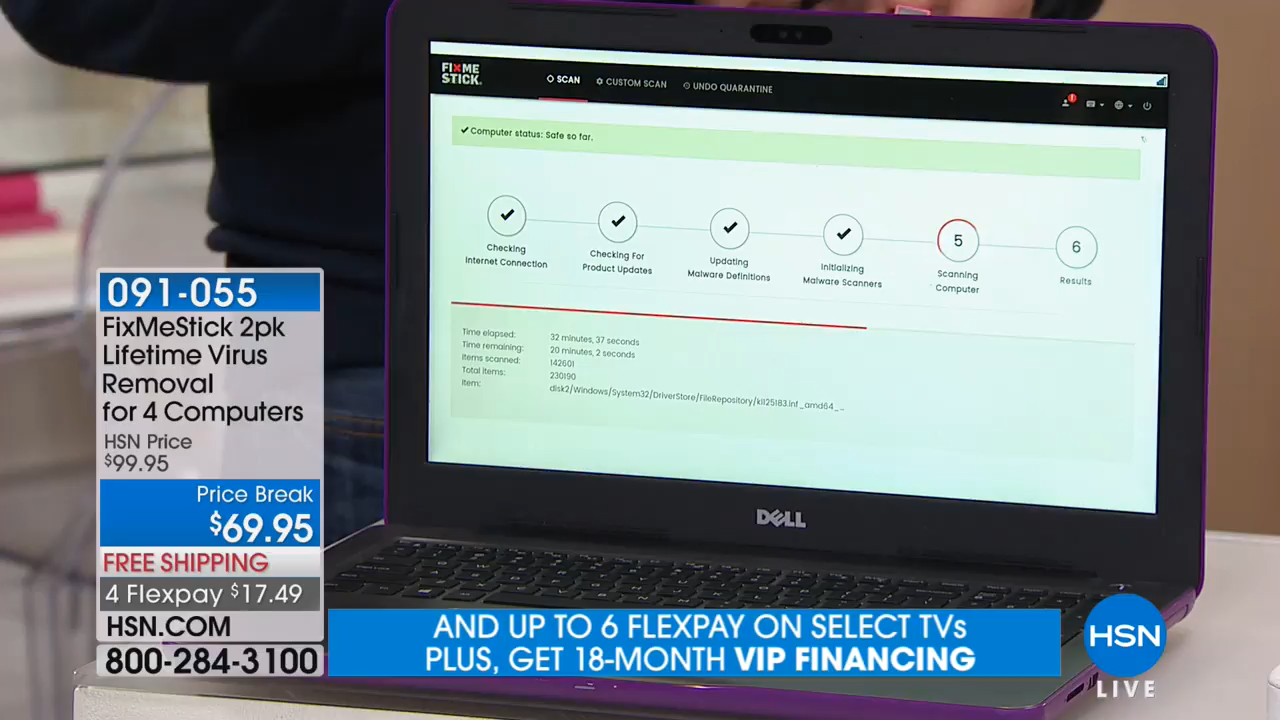 FIXME
STICK.
SCAN
CUSTOM SCAN
UNDO QUARANTINE
Computer status: Safe so far.
5
6
Checking
Internet Connection
Checking For
Product Updates
Updating
Malware Definitions
Initializing
Malware Scanners
Scanning
Computer
Results
Time elapsed: 32 minutes, 37 seconds
Time remaining: 20 minutes, 2 seconds
Items scanned: 142601
Total items: 230190
Item: disk2/Windows/System32/DriverStore/FileRepository/k1125183.inf_amd64_...
DELL
091-055
FixMeStick 2pk
Lifetime Virus
Removal
for 4 Computers
HSN Price
$99.95
Price Break
$69.95
FREE SHIPPING
4 Flexpay $17.49
HSN.COM
800-284-3100
AND UP TO 6 FLEXPAY ON SELECT TVs
PLUS, GET 18-MONTH VIP FINANCING
HSN
LIVE